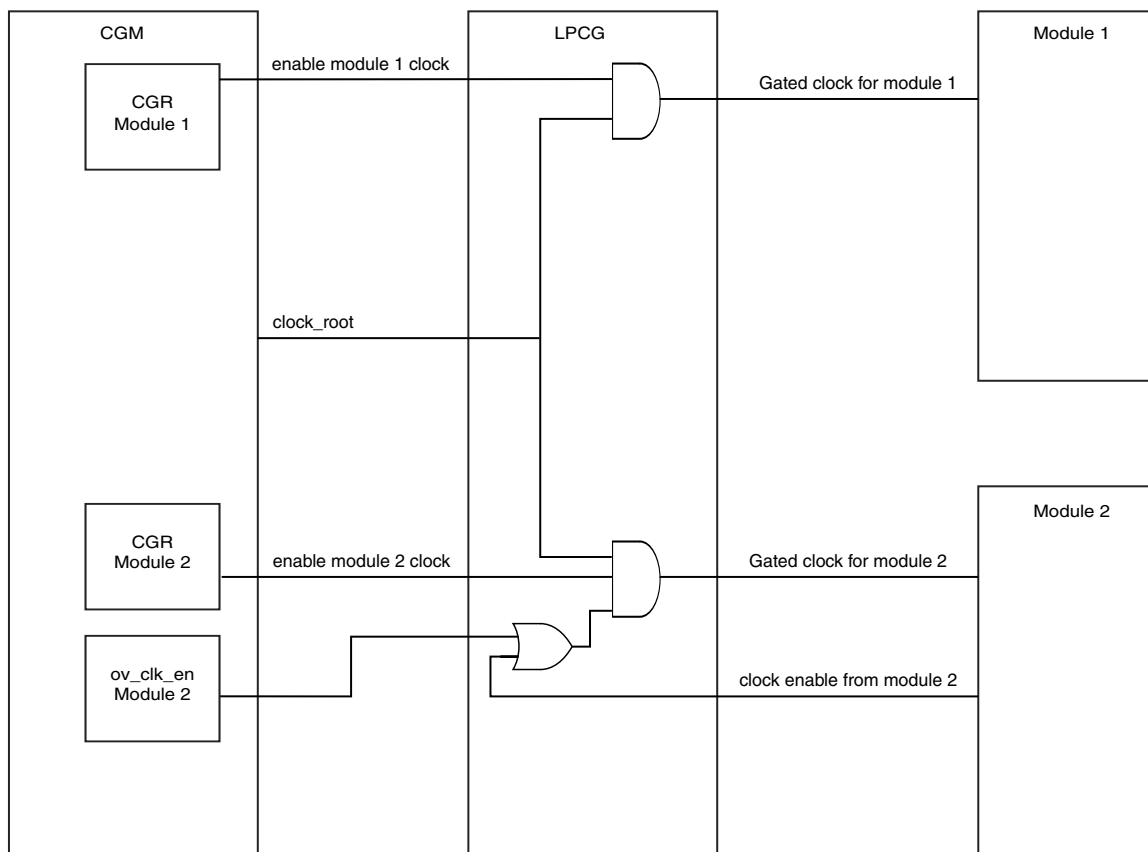 CGM
LPCG
Module 1
CGR
Module 1
enable module 1 clock
Gated clock for module 1
clock_root
CGR
Module 2
enable module 2 clock
Gated clock for module 2
Module 2
ov_clk_en
Module 2
clock enable from module 2